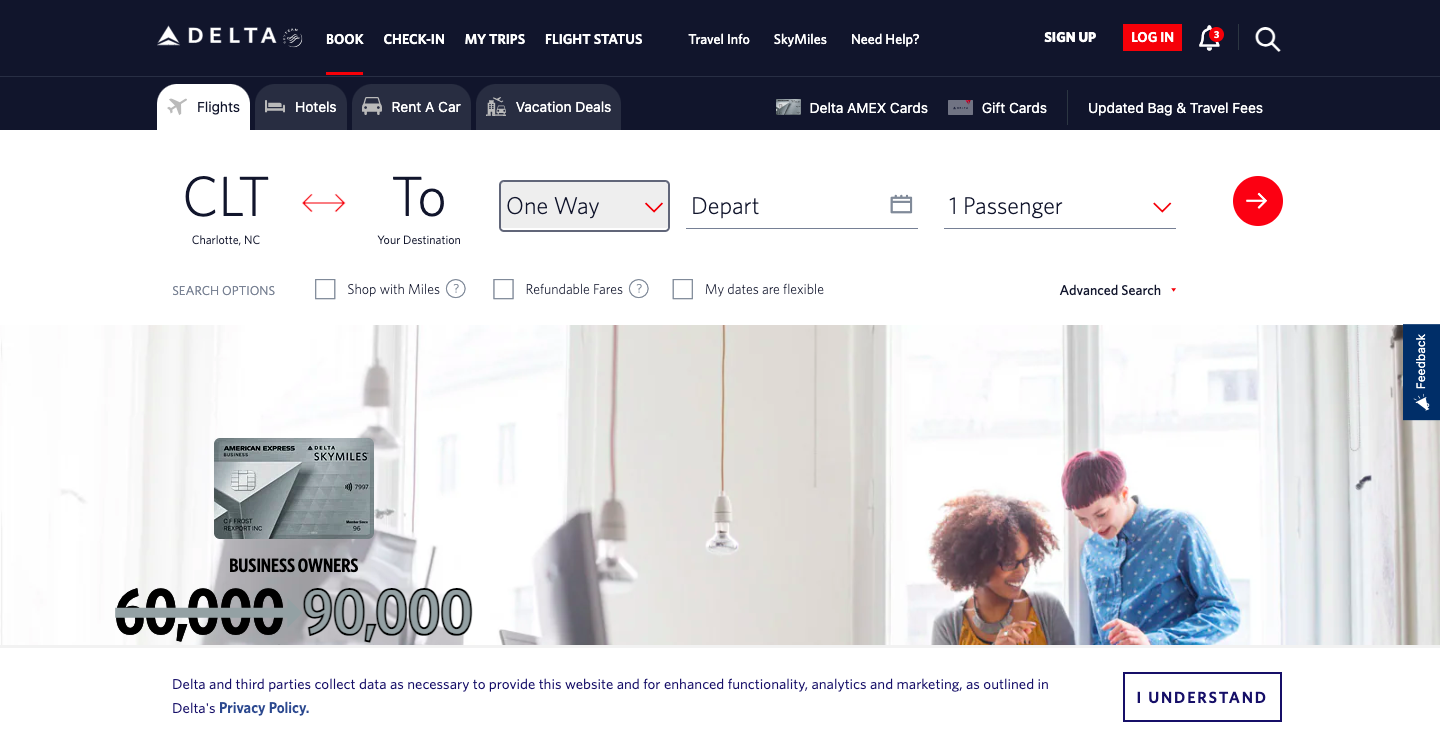 DELTA
BOOK CHECK-IN MY TRIPS FLIGHT STATUS Travel Info SkyMiles Need Help? SIGN UP LOG IN 3
Flights Hotels Rent A Car Vacation Deals Delta AMEX Cards Gift Cards Updated Bag & Travel Fees
CLT To One Way Depart 1 Passenger
Charlotte, NC Your Destination
SEARCH OPTIONS Shop with Miles ? Refundable Fares ? My dates are flexible Advanced Search
Feedback
AMERICAN EXPRESS DELTA
BUSINESS SKYMILES
7997
C F FROST Member Since
REXPORT INC 96
BUSINESS OWNERS
60,000 90,000
Delta and third parties collect data as necessary to provide this website and for enhanced functionality, analytics and marketing, as outlined in
Delta's Privacy Policy.
I UNDERSTAND